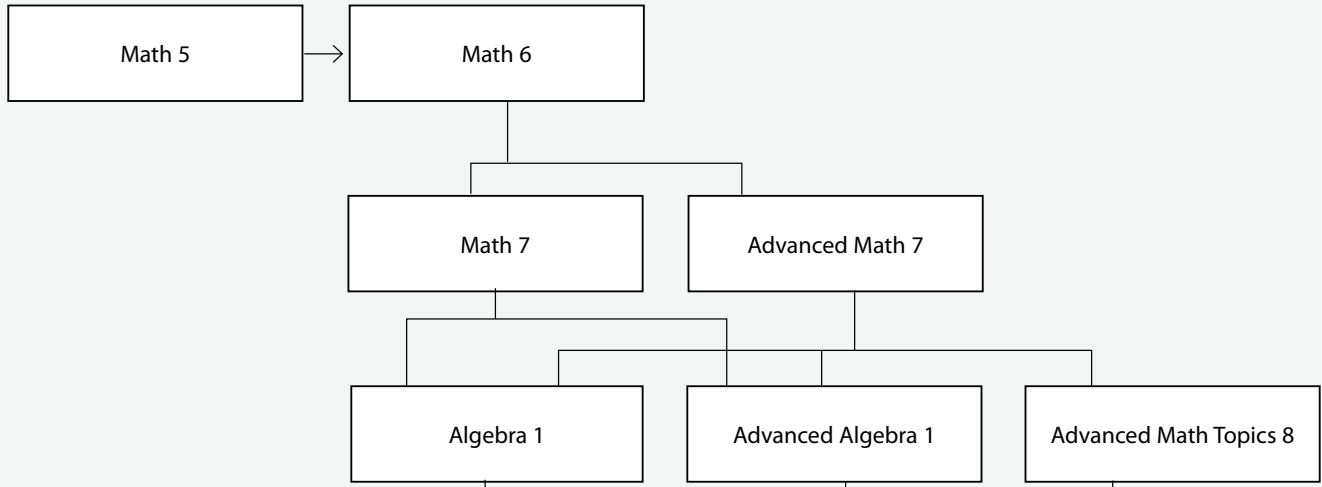 Math 5
Math 6
Math 7
Advanced Math 7
Algebra 1
Advanced Algebra 1
Advanced Math Topics 8